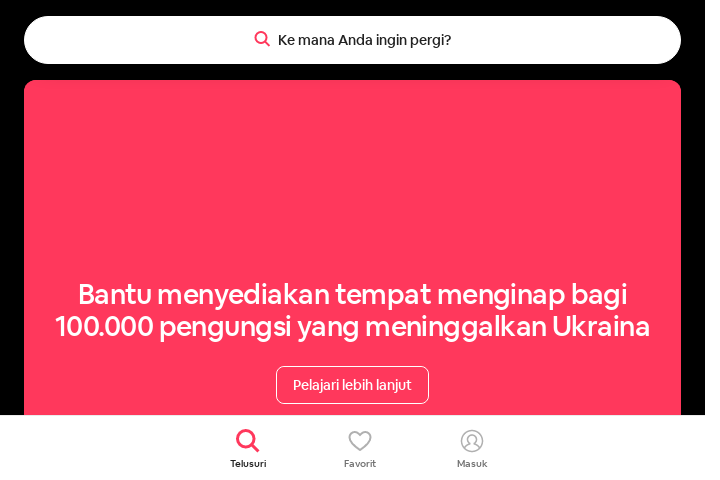 Ke mana Anda ingin pergi?
Bantu menyediakan tempat menginap bagi
100.000 pengungsi yang meninggalkan Ukraina
Pelajari lebih lanjut
Telusuri
Favorit
Masuk